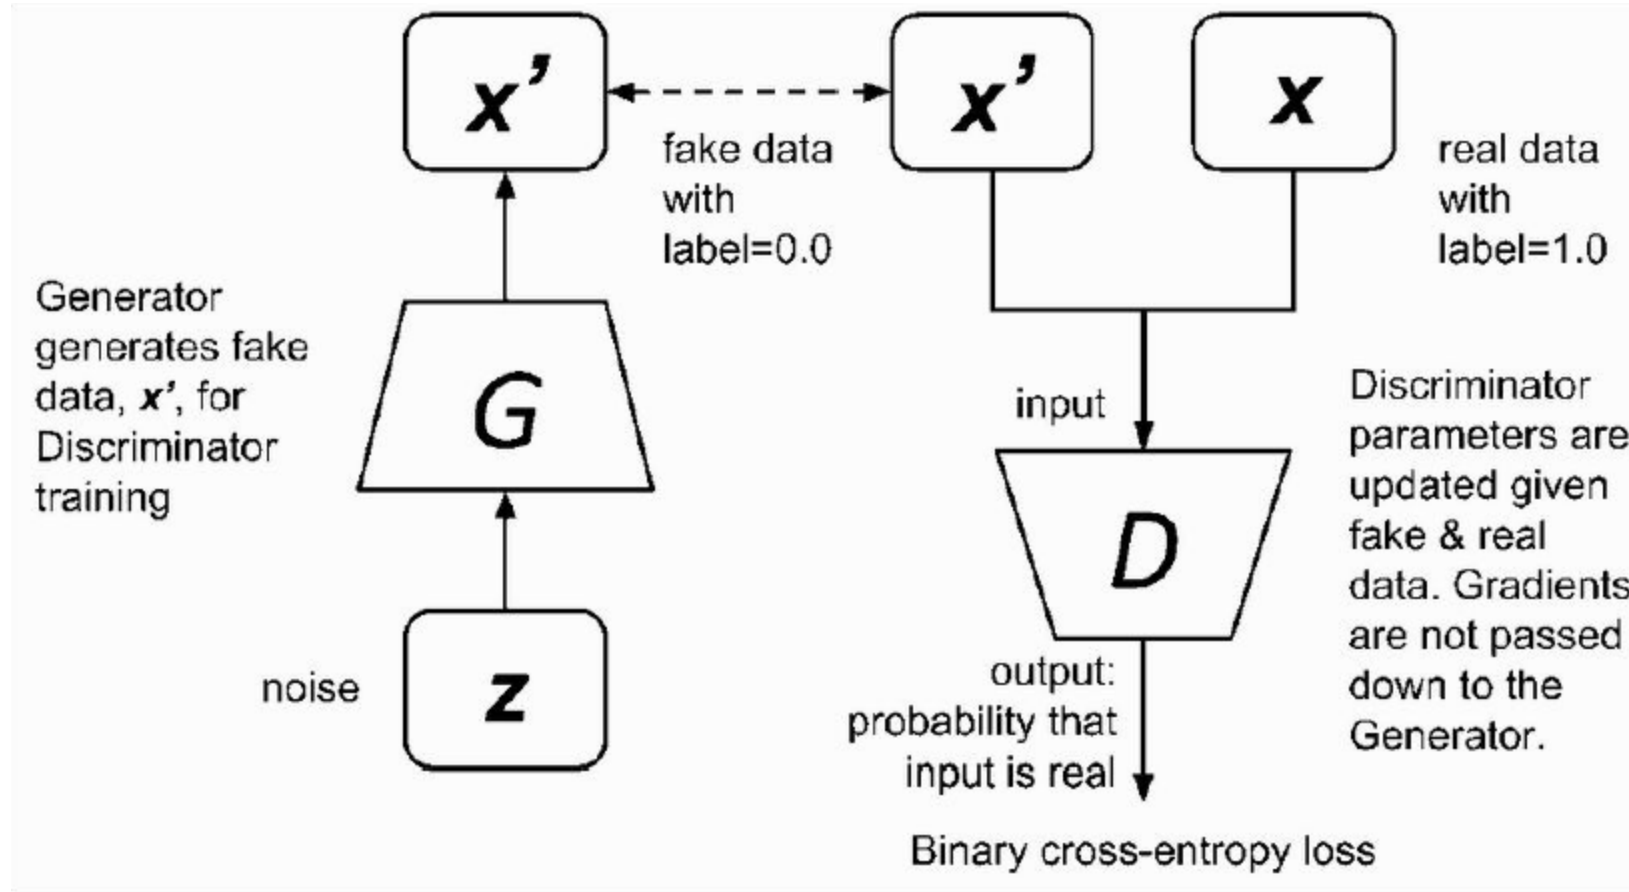 x’
x’
x
fake data
with
label=0.0
real data
with
label=1.0
Generator
generates fake
data, x’, for
Discriminator
training
G
input
Discriminator
parameters are
updated given
fake & real
data. Gradients
are not passed
down to the
Generator.
D
noise
z
output:
probability that
input is real
Binary cross-entropy loss